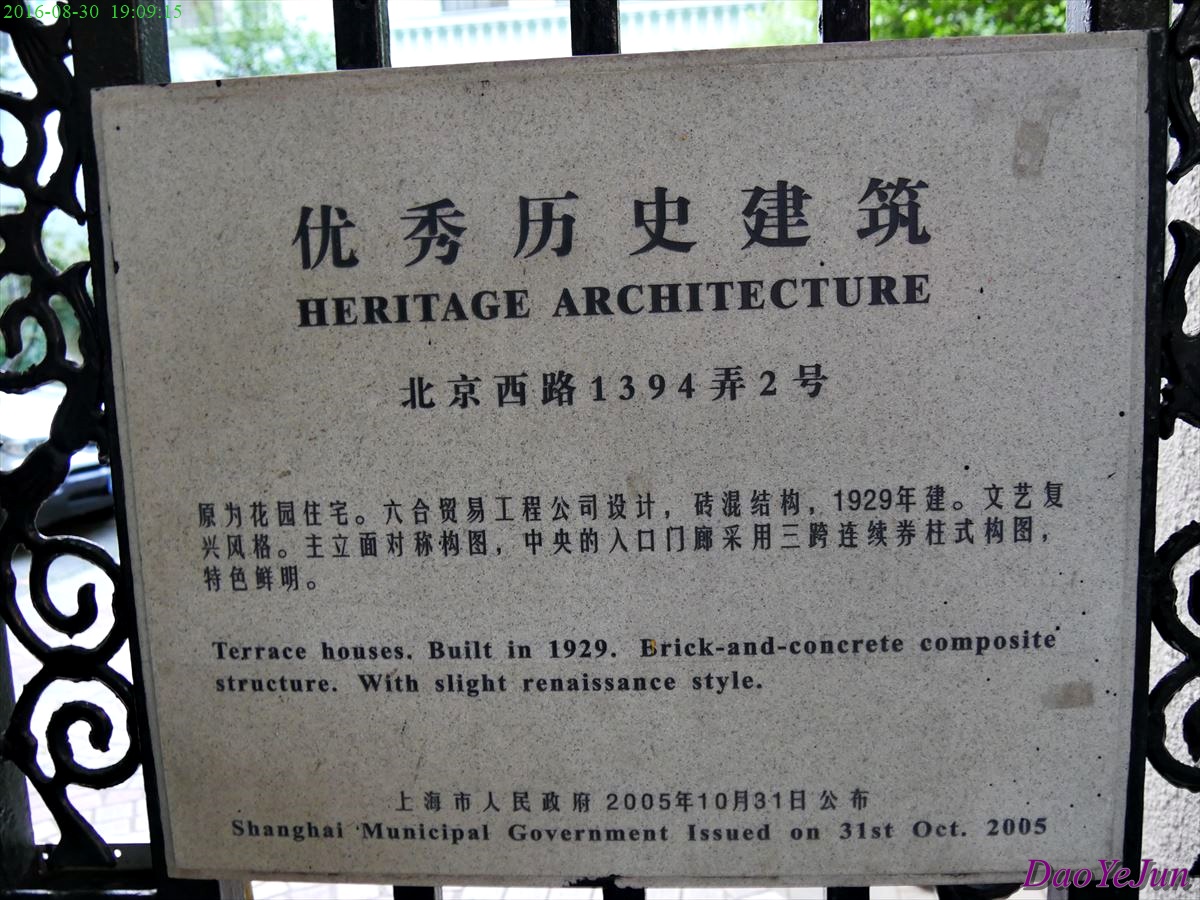 2016-08-30 19:09:15
优秀历史建筑
HERITAGE ARCHITECTURE
北京西路1394弄2号
原为花园住宅。六合贸易工程公司设计，砖混结构，1929年建。文艺复
兴风格。主立面对称构图，中央的入口门廊采用三跨连续券柱式构图，
特色鲜明。
Terrace houses. Built in 1929. Brick-and-concrete composite
structure. With slight renaissance style.
上海市人民政府 2005年10月31日公布
Shanghai Municipal Government Issued on 31st Oct. 2005
DaoYeJun